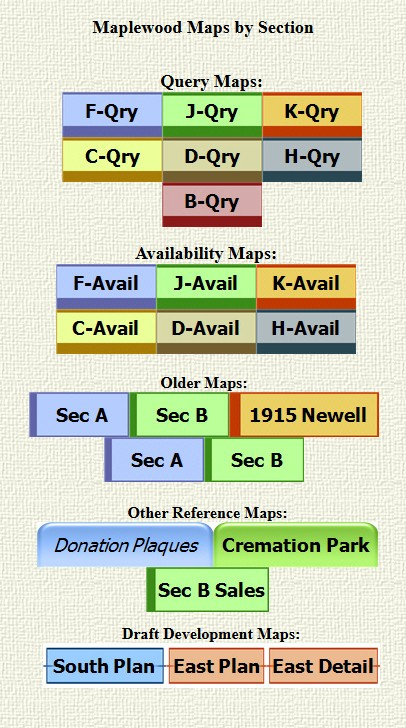 Maplewood Maps by Section
Query Maps:
F-Qry J-Qry K-Qry
C-Qry D-Qry H-Qry
B-Qry
Availability Maps:
F-Avail J-Avail K-Avail
C-Avail D-Avail H-Avail
Older Maps:
Sec A Sec B 1915 Newell
Sec A Sec B
Other Reference Maps:
Donation Plaques Cremation Park
Sec B Sales
Draft Development Maps:
South Plan East Plan East Detail